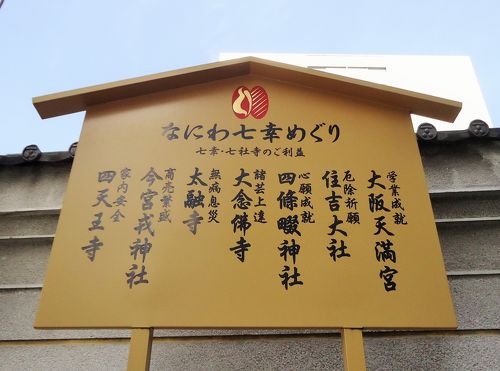 なにわ七幸めぐり
七幸・七社寺のご利益
学業成就
大阪天満宮
厄除祈願
住吉大社
心願成就
四條畷神社
諸芸上達
大念佛寺
無病息災
太融寺
商売繁盛
今宮戎神社
家内安全
四天王寺